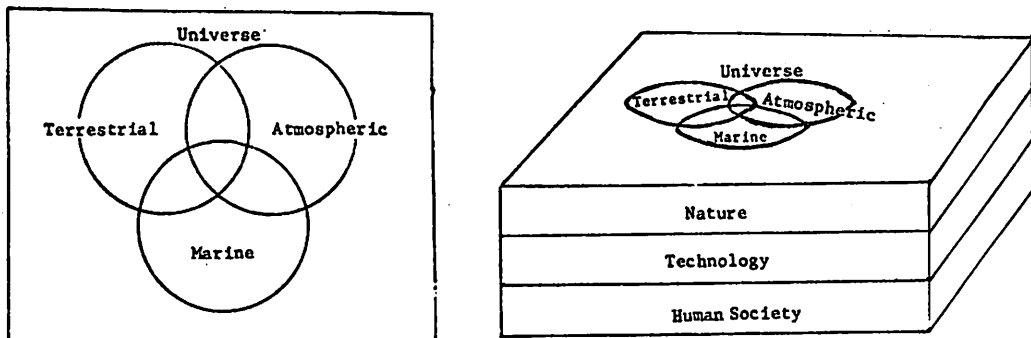 Universe
Terrestrial
Atmospheric
Marine
Universe
Terrestrial
Atmospheric
Marine
Nature
Technology
Human Society